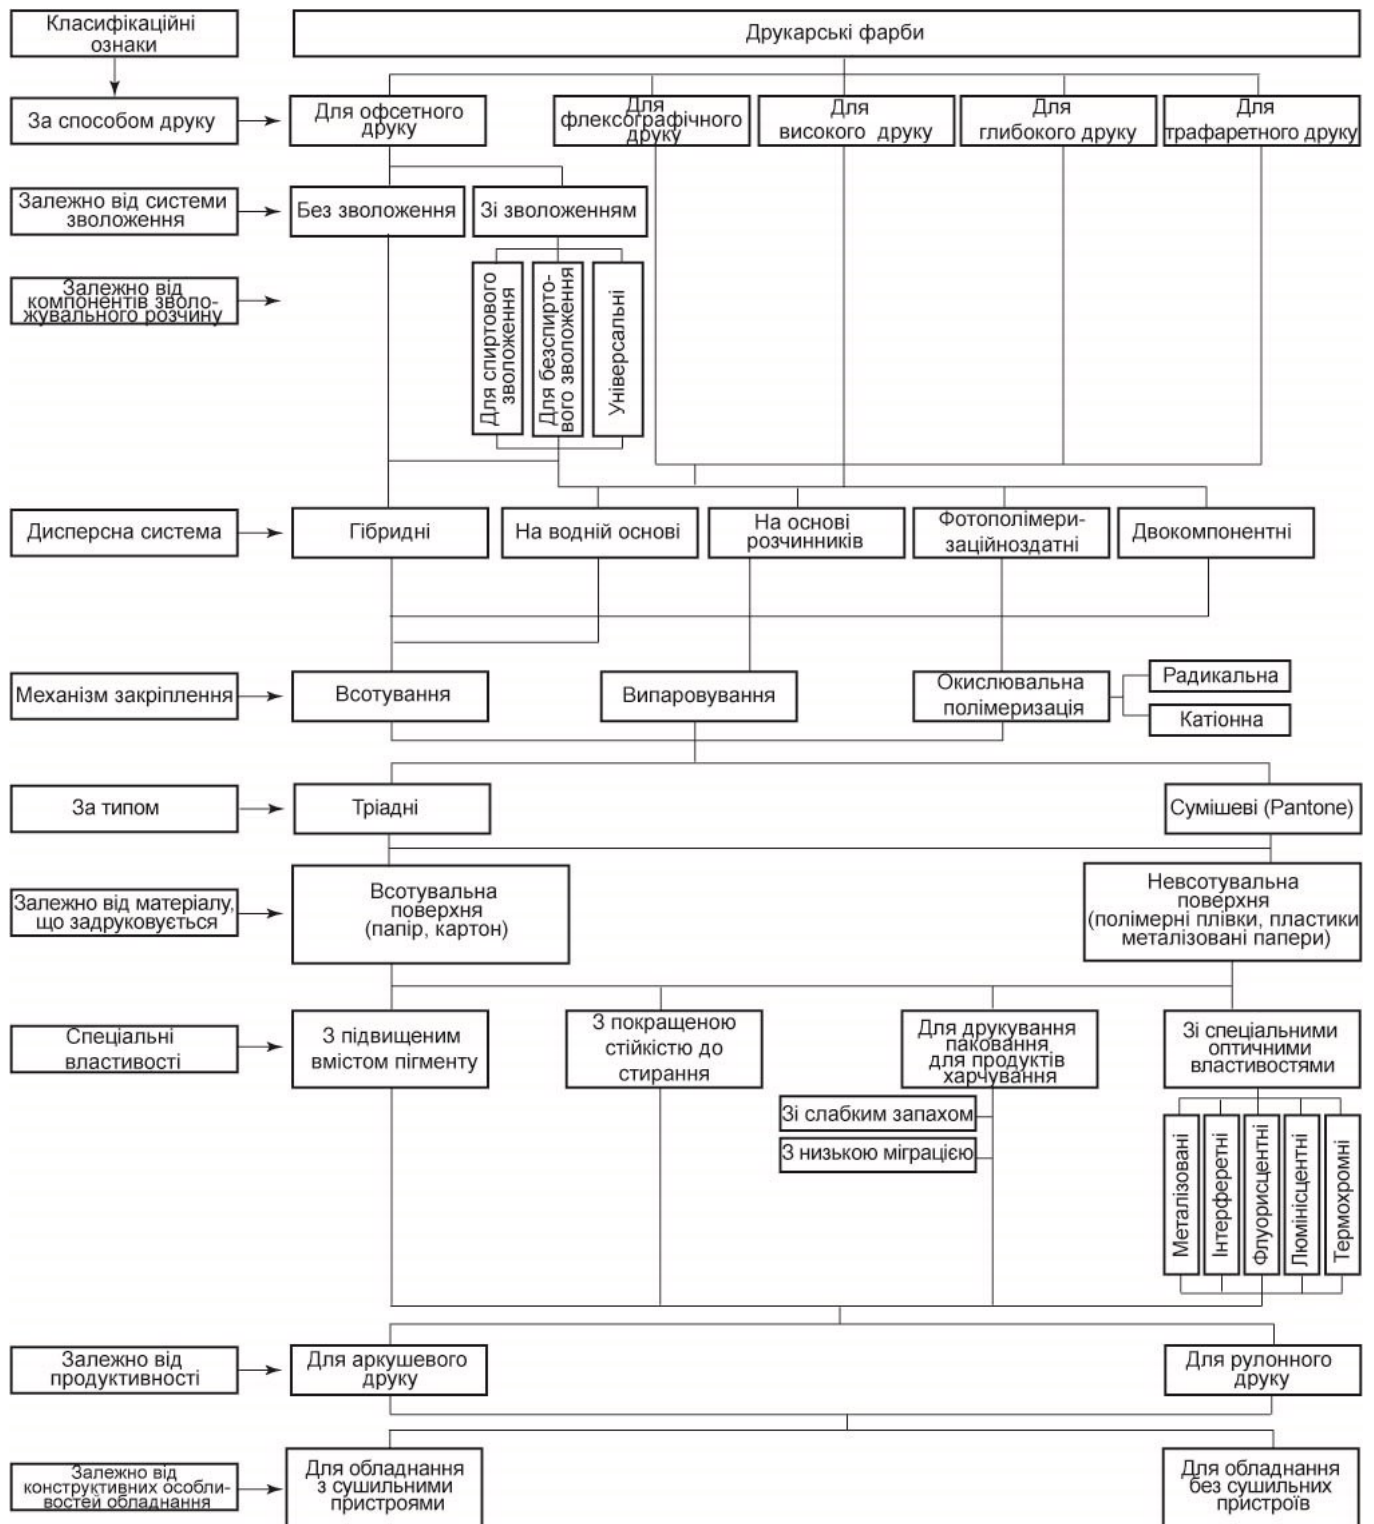 Класифікаційні
ознаки
Друкарські фарби
За способом друку
Для офсетного
друку
Для
флексографічного
друку
Для
високого друку
Для
глибокого друку
Для
трафаретного друку
Залежно від системи
зволоження
Без зволоження
Зі зволоженням
Залежно від
компонентів зволо-
жувального розчину
Для спиртового
зволоження
Для безспирто-
вого зволоження
Універсальні
Дисперсна система
Гібридні
На водній основі
На основі
розчинників
Фотополімери-
заційноздатні
Двокомпонентні
Механізм закріплення
Всотування
Випаровування
Окислювальна
полімеризація
Радикальна
Катіонна
За типом
Тріадні
Сумішеві (Pantone)
Залежно від матеріалу,
що задруковується
Всотувальна
поверхня
(папір, картон)
Невсотувальна
поверхня
(полімерні плівки, пластики
металізовані папери)
Спеціальні
властивості
З підвищеним
вмістом пігменту
З покращеною
стійкістю до
стирання
Для друкування
паковання
для продуктів
харчування
Зі спеціальними
оптичними
властивостями
Зі слабким запахом
З низькою міграцією
Металізовані
Інтерферетні
Флуорисцентні
Люмінісцентні
Термохромні
Залежно від
продуктивності
Для аркушевого
друку
Для рулонного
друку
Залежно від
конструктивних особли-
востей обладнання
Для обладнання
з сушильними
пристроями
Для обладнання
без сушильних
пристроїв